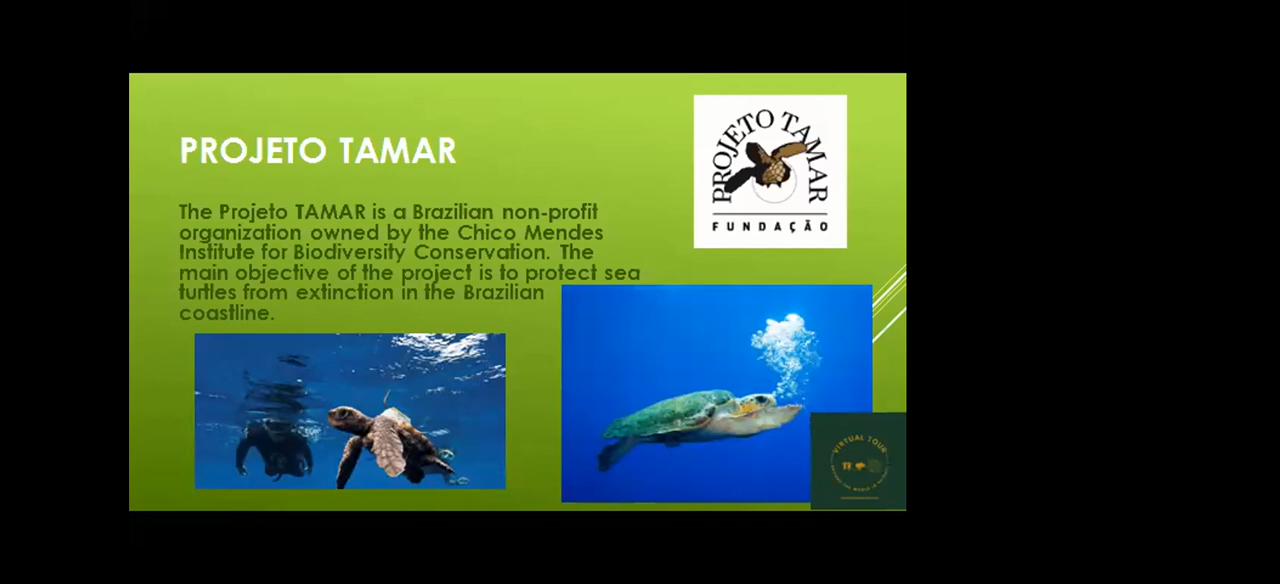 PROJETO TAMAR
PROJETO TAMAR
FUNDAÇÃO
The Projeto TAMAR is a Brazilian non-profit
organization owned by the Chico Mendes
Institute for Biodiversity Conservation. The
main objective of the project is to protect sea
turtles from extinction in the Brazilian
coastline.
VIRTUAL TOUR